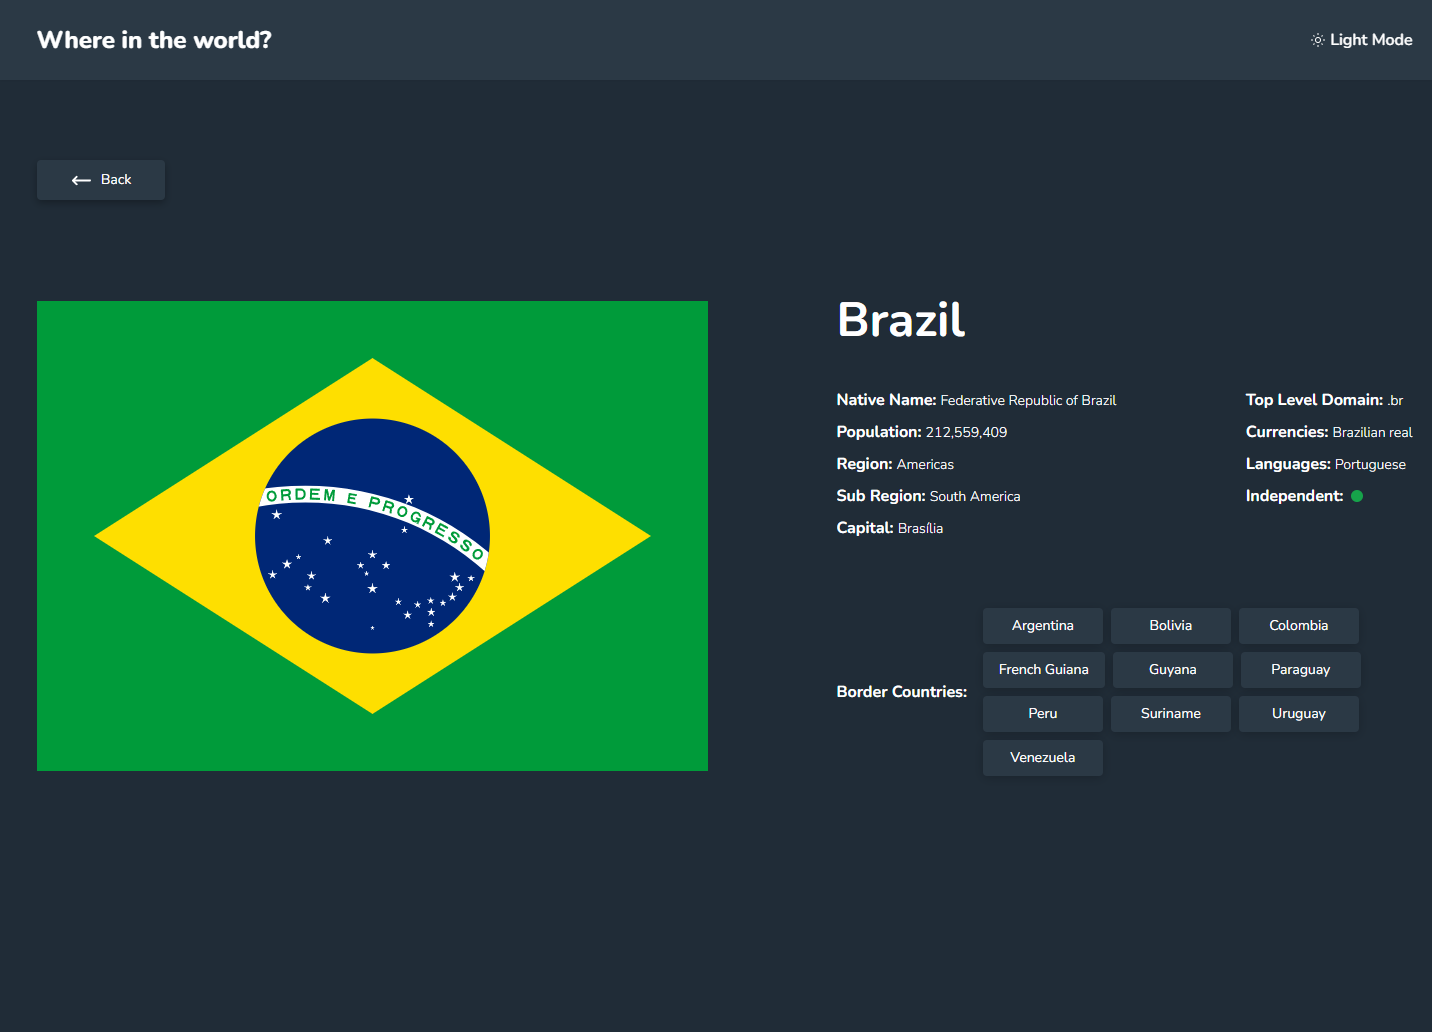 Where in the world?
Light Mode
Back
ORDEM E PROGRESSO
Brazil
Native Name: Federative Republic of Brazil
Population: 212,559,409
Region: Americas
Sub Region: South America
Capital: Brasília
Top Level Domain: .br
Currencies: Brazilian real
Languages: Portuguese
Independent:
Border Countries:
Argentina Bolivia Colombia
French Guiana Guyana Paraguay
Peru Suriname Uruguay
Venezuela